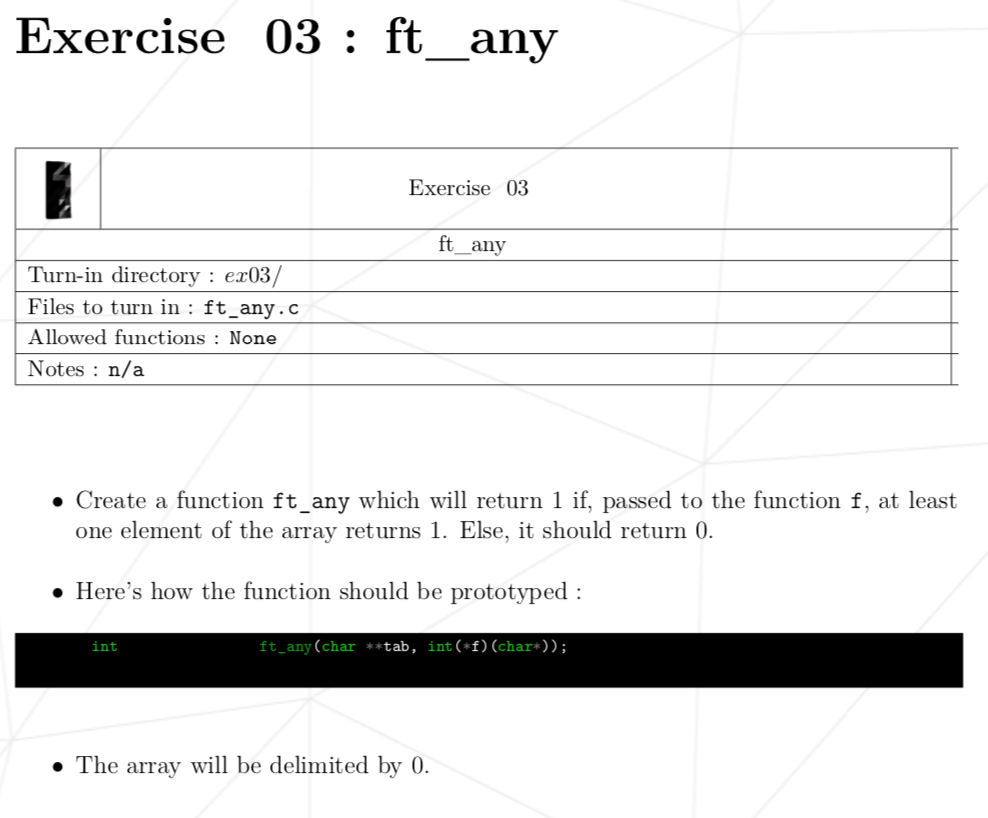 Exercise 03 : ft_any
Exercise 03
ft_any
Turn-in directory : ex03/
Files to turn in : ft_any.c
Allowed functions : None
Notes : n/a
• Create a function ft_any which will return 1 if, passed to the function f, at least
one element of the array returns 1. Else, it should return 0.
• Here's how the function should be prototyped :
int ft_any(char **tab, int(*f)(char*));
• The array will be delimited by 0.